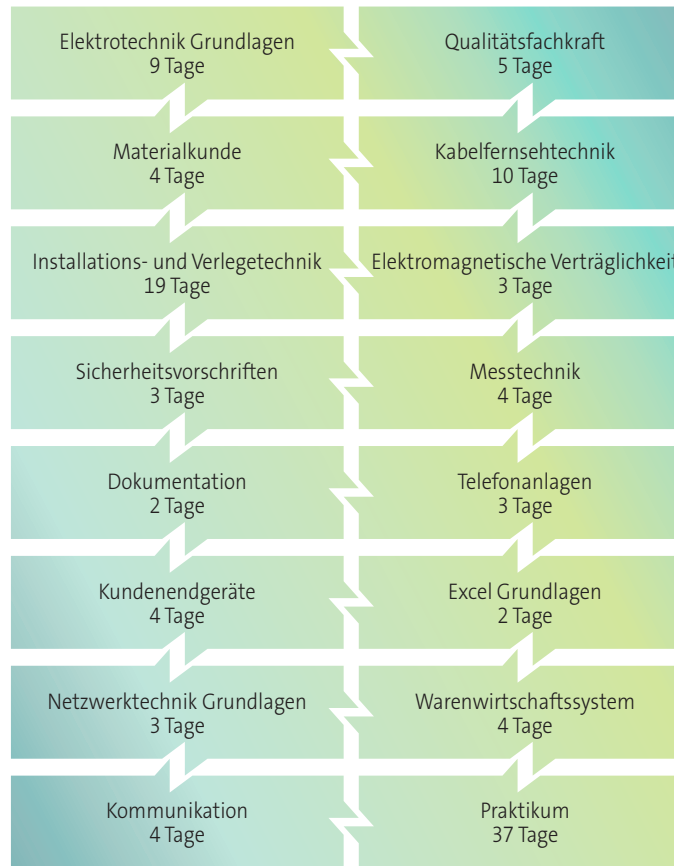 Elektrotechnik Grundlagen
9 Tage
Qualitätsfachkraft
5 Tage
Materialkunde
4 Tage
Kabelfernsehtechnik
10 Tage
Installations- und Verlegetechnik
19 Tage
Elektromagnetische Verträglichkeit
3 Tage
Sicherheitsvorschriften
3 Tage
Messtechnik
4 Tage
Dokumentation
2 Tage
Telefonanlagen
3 Tage
Kundenendgeräte
4 Tage
Excel Grundlagen
2 Tage
Netzwerktechnik Grundlagen
3 Tage
Warenwirtschaftssystem
4 Tage
Kommunikation
4 Tage
Praktikum
37 Tage